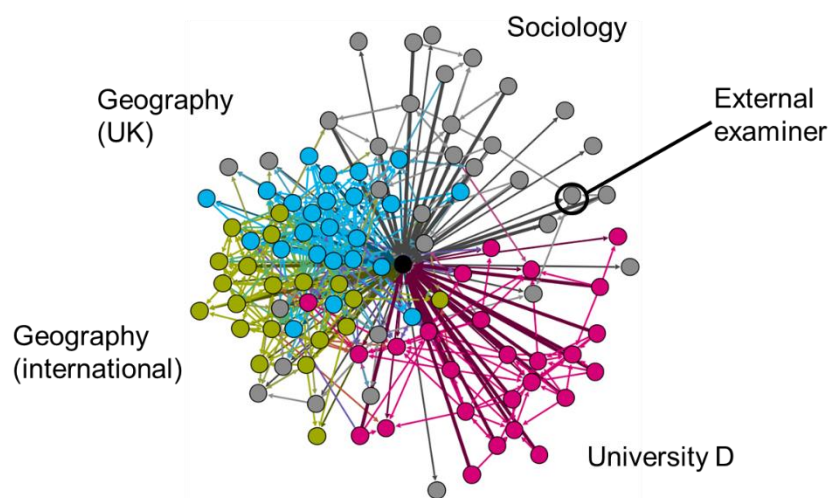 Sociology
Geography
(UK)
External
examiner
Geography
(international)
University D